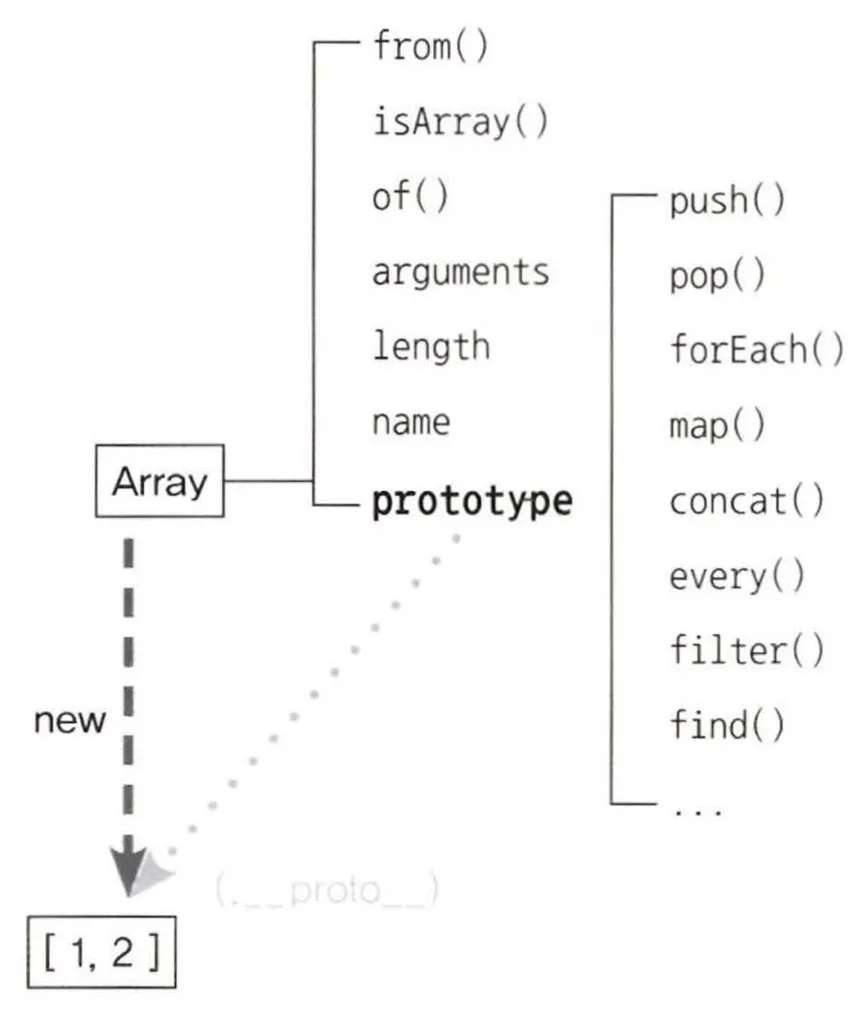 from()
isArray()
of()
arguments
length
name
Array
prototype
push()
pop()
forEach()
map()
concat()
every()
filter()
find()
...
new
(.__proto__)
[ 1, 2 ]